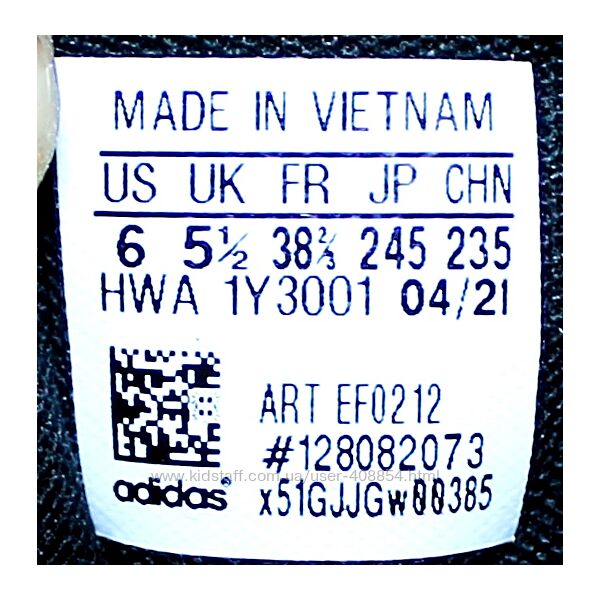 MADE IN VIETNAM
US UK FR JP CHN
6 5½ 38⅔ 245 235
HWA 1Y3001 04/21
ART EF0212
#128082073
www.kidstaff.com.ua/user-408854.html
adidas® x51GJJGw00385